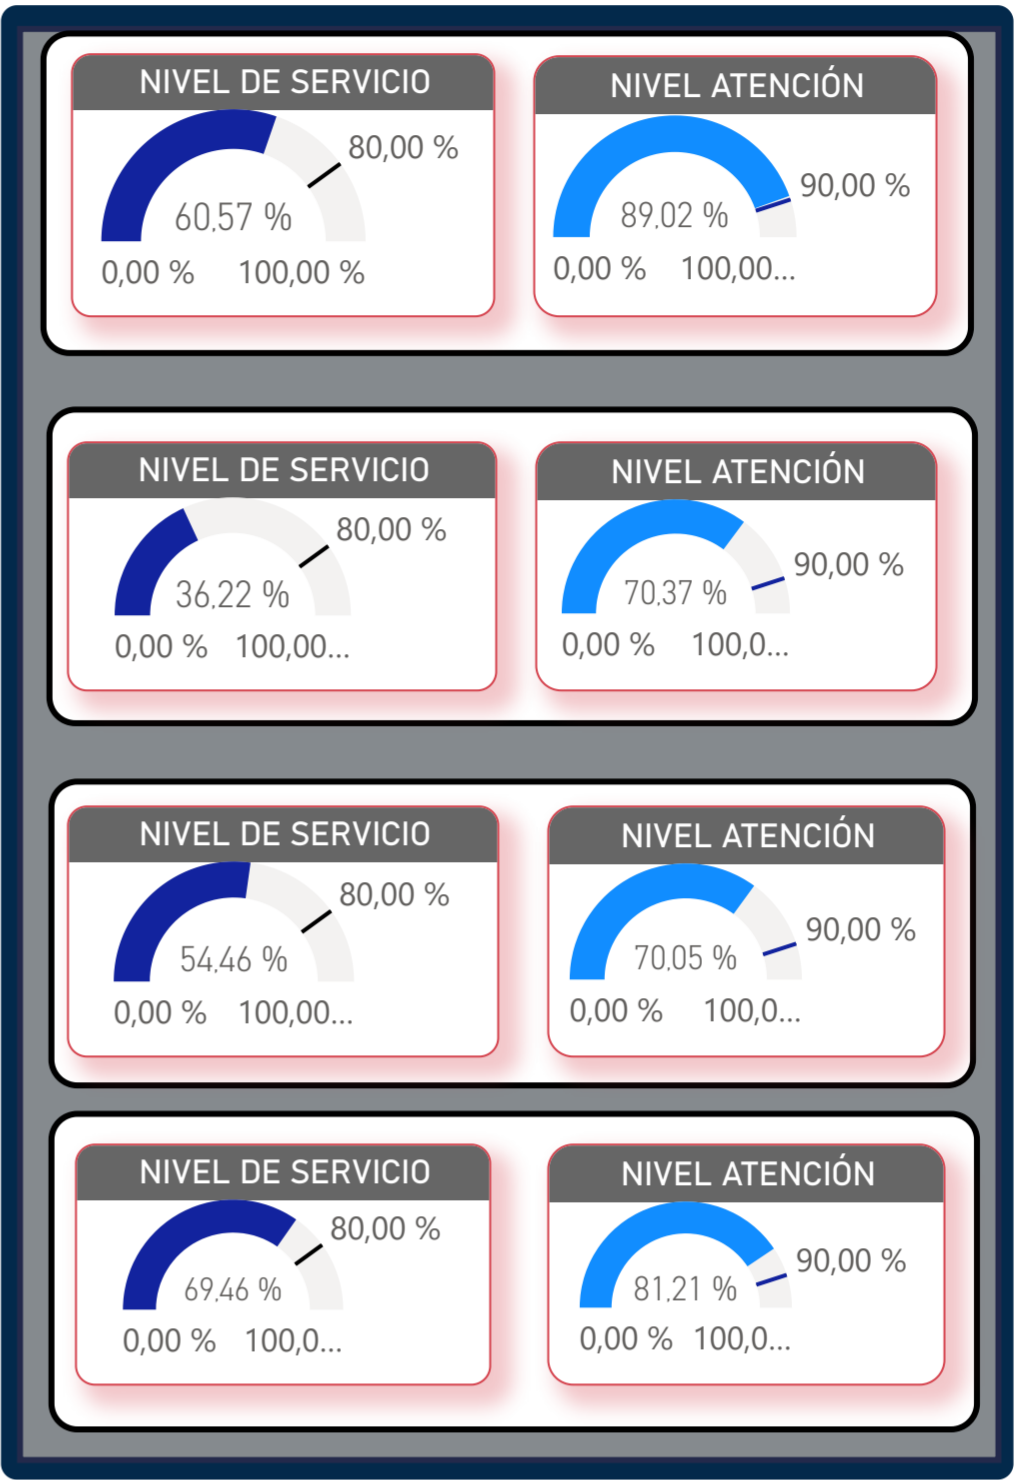 NIVEL DE SERVICIO
80,00 %
60,57 %
0,00 % 100,00 %
NIVEL ATENCIÓN
90,00 %
89,02 %
0,00 % 100,00...
NIVEL DE SERVICIO
80,00 %
36,22 %
0,00 % 100,00...
NIVEL ATENCIÓN
90,00 %
70,37 %
0,00 % 100,0...
NIVEL DE SERVICIO
80,00 %
54,46 %
0,00 % 100,00...
NIVEL ATENCIÓN
90,00 %
70,05 %
0,00 % 100,0...
NIVEL DE SERVICIO
80,00 %
69,46 %
0,00 % 100,0...
NIVEL ATENCIÓN
90,00 %
81,21 %
0,00 % 100,0...